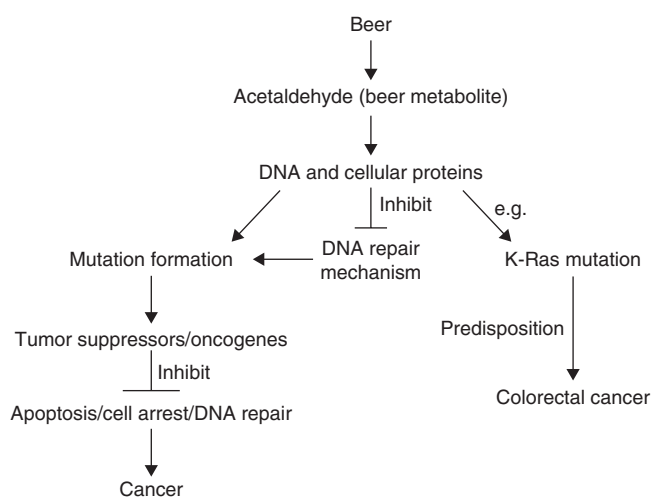 Beer
Acetaldehyde (beer metabolite)
DNA and cellular proteins
Inhibit
e.g.
Mutation formation
DNA repair
mechanism
K-Ras mutation
Tumor suppressors/oncogenes
Predisposition
Inhibit
Apoptosis/cell arrest/DNA repair
Colorectal cancer
Cancer